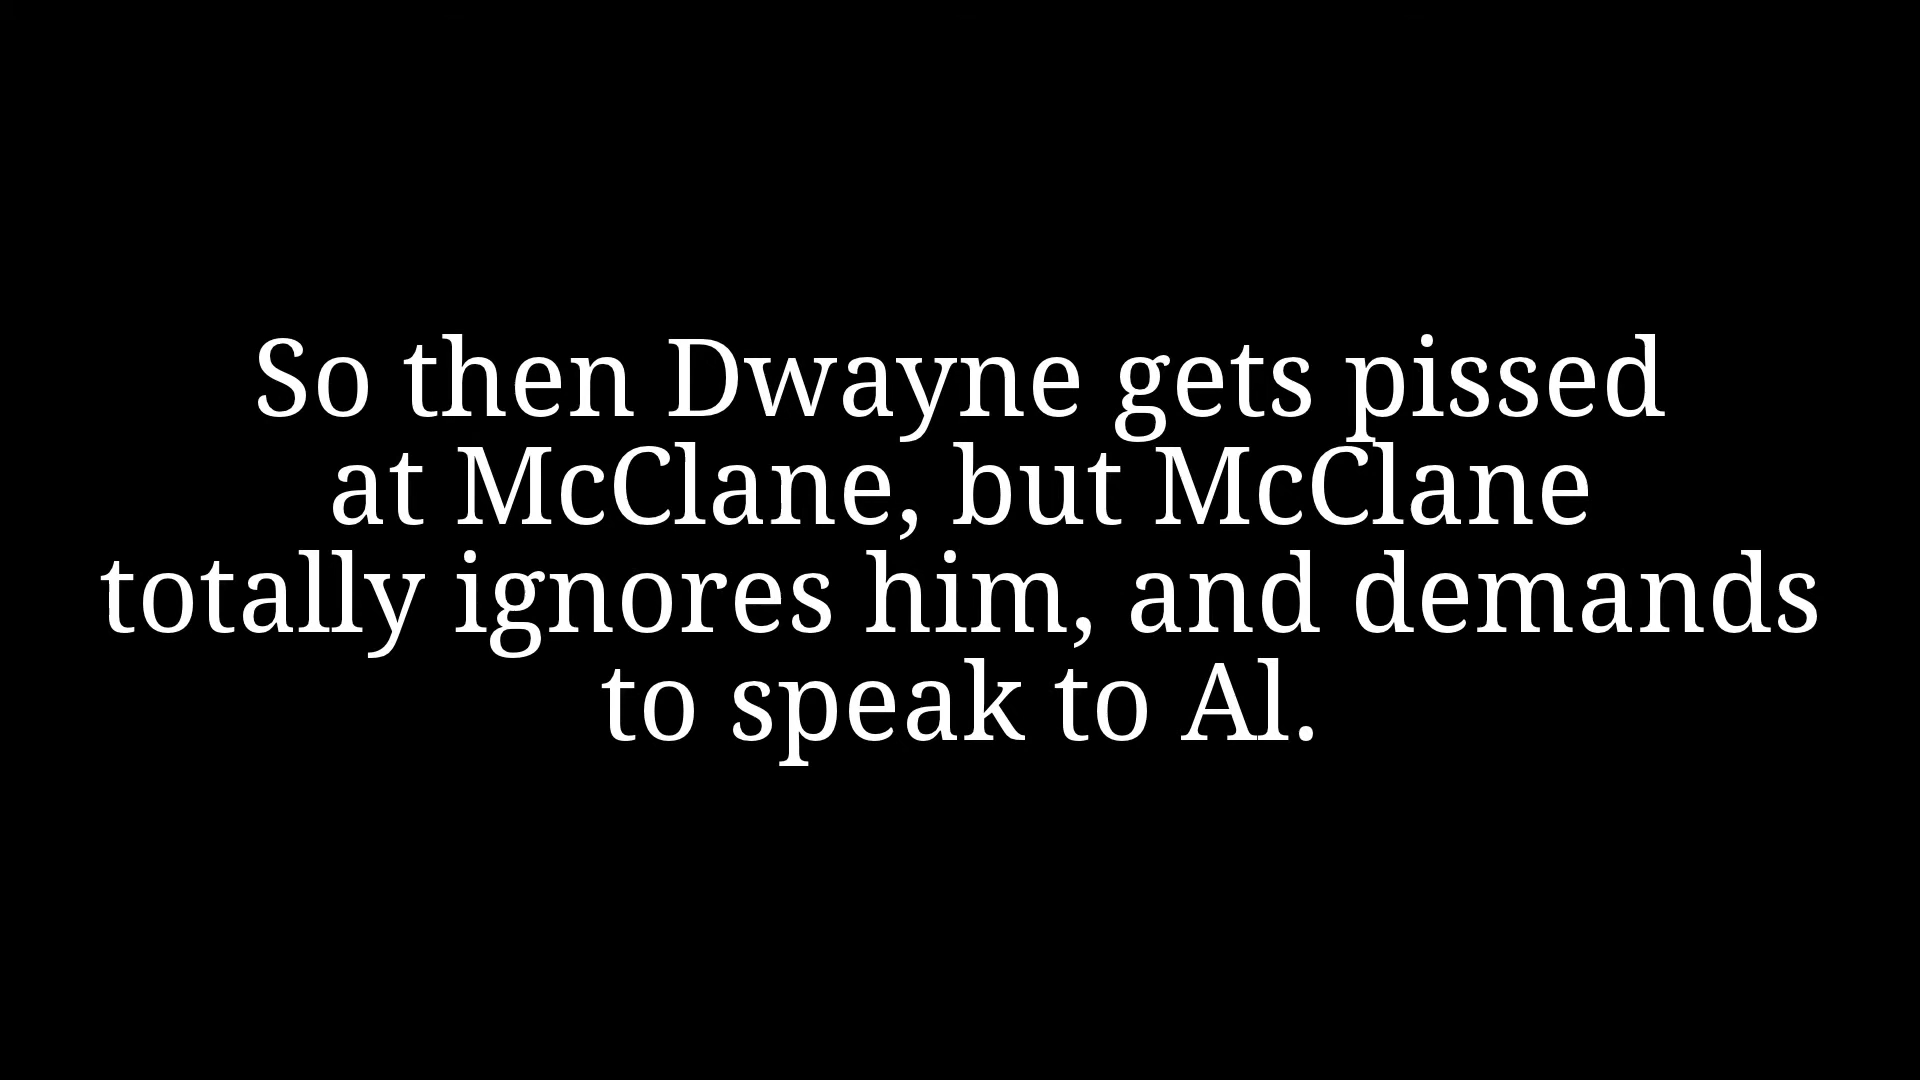 So then Dwayne gets pissed
at McClane, but McClane
totally ignores him, and demands
to speak to Al.